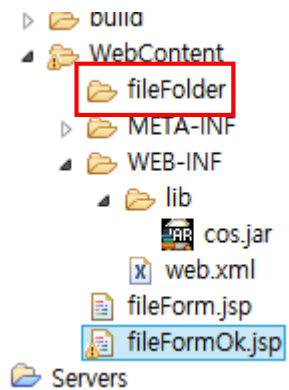 build
WebContent
fileFolder
META-INF
WEB-INF
lib
cos.jar
web.xml
fileForm.jsp
fileFormOk.jsp
Servers